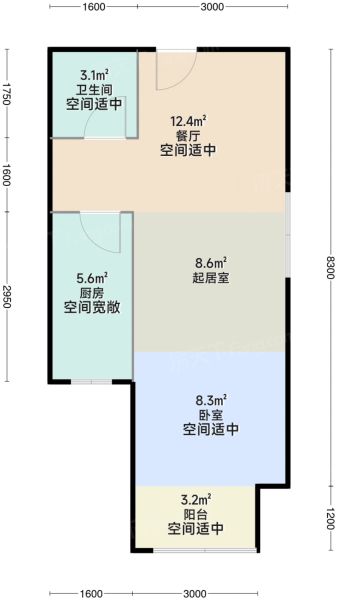 1600
3000
1750
1600
2950
8300
1200
3.1㎡
卫生间
空间适中
12.4㎡
餐厅
空间适中
8.6㎡
起居室
5.6㎡
厨房
空间宽敞
8.3㎡
卧室
空间适中
3.2㎡
阳台
空间适中
1600
3000